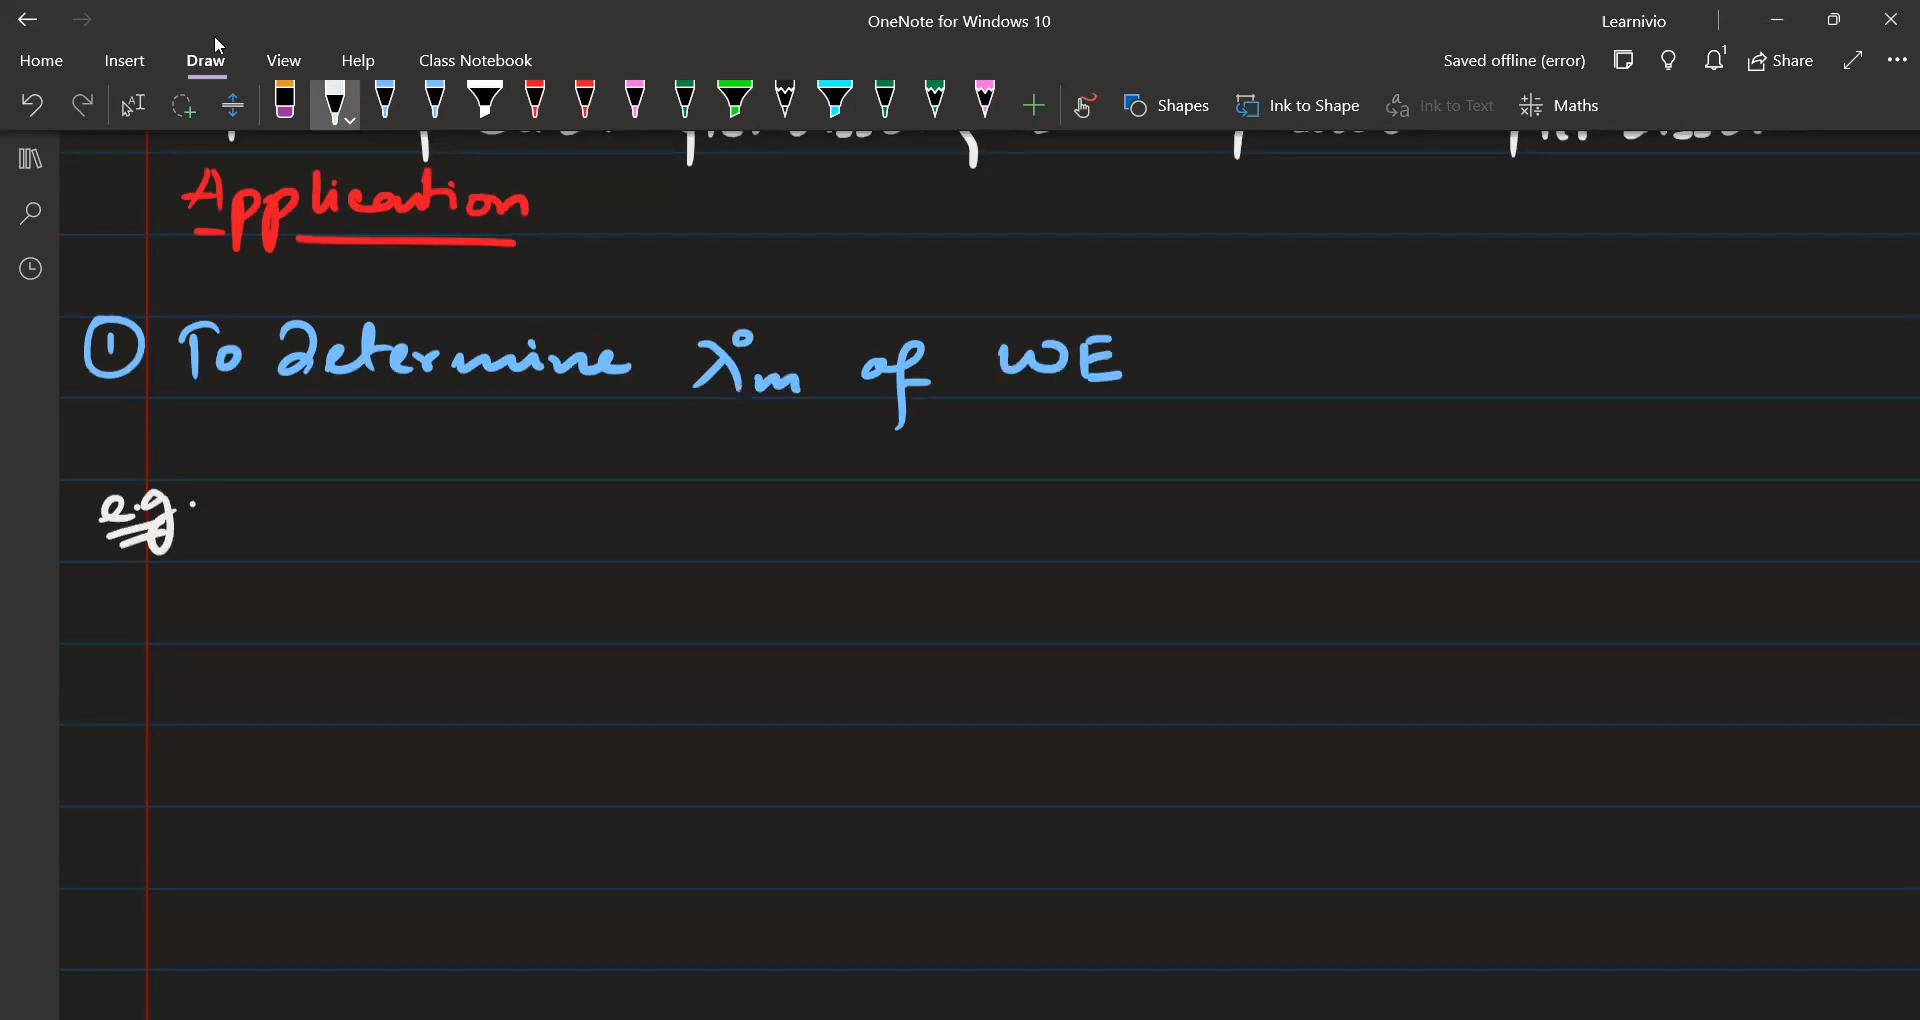 OneNote for Windows 10
Learnivio
Home Insert Draw View Help Class Notebook
Saved offline (error) 1 Share
Shapes Ink to Shape Ink to Text Maths
Application
① To determine λ°m of WE
e.g.